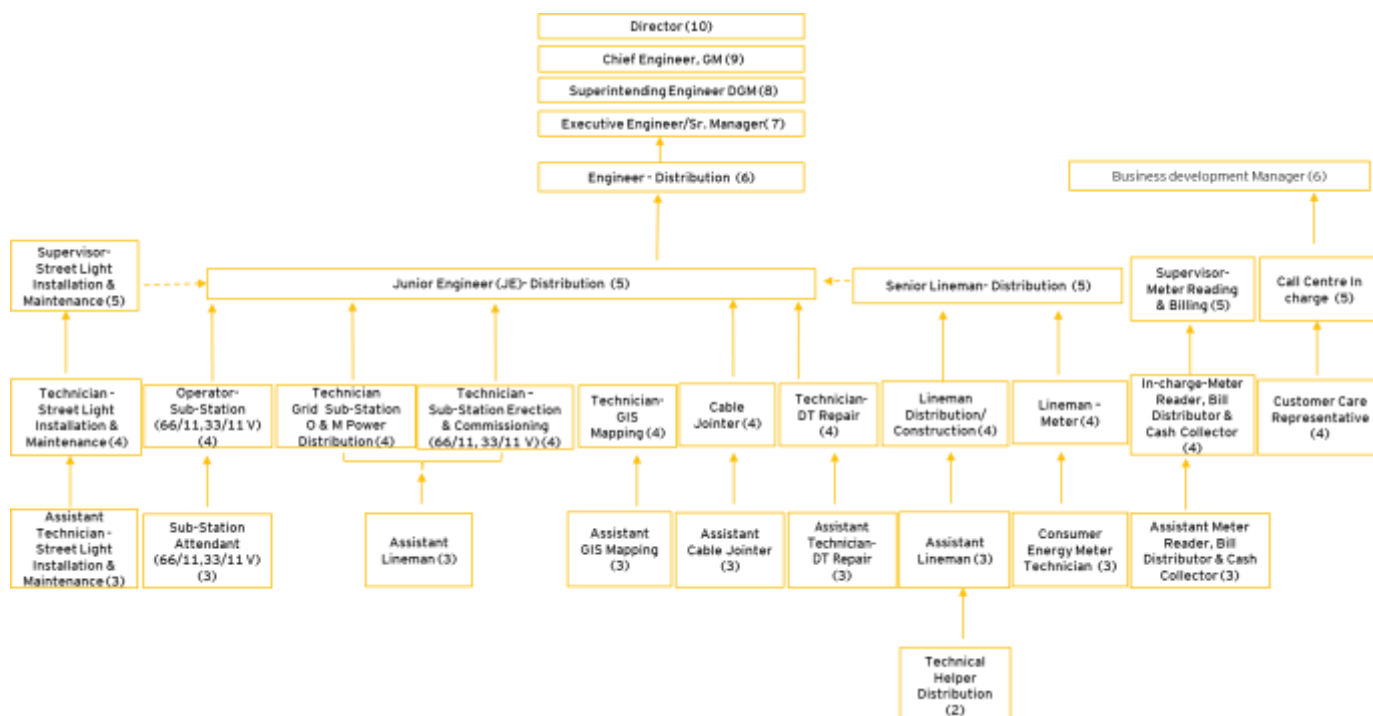 Director (10)
Chief Engineer, GM (9)
Superintending Engineer DGM (8)
Executive Engineer/Sr. Manager( 7)
Engineer - Distribution (6)
Business development Manager (6)
Supervisor-
Street Light
Installation &
Maintenance (5)
Junior Engineer (JE)- Distribution (5)
Senior Lineman- Distribution (5)
Supervisor-
Meter Reading
& Billing (5)
Call Centre In
charge (5)
Technician -
Street Light
Installation &
Maintenance (4)
Operator-
Sub-Station
(66/11,33/11 V)
(4)
Technician
Grid Sub-Station
O & M Power
Distribution (4)
Technician –
Sub-Station Erection
& Commissioning
(66/11, 33/11 V) (4)
Technician-
GIS
Mapping (4)
Cable
Jointer (4)
Technician-
DT Repair
(4)
Lineman
Distribution/
Construction (4)
Lineman -
Meter (4)
In-charge-Meter
Reader, Bill
Distributor &
Cash Collector
(4)
Customer Care
Representative
(4)
Assistant
Technician -
Street Light
Installation &
Maintenance (3)
Sub-Station
Attendant
(66/11,33/11 V)
(3)
Assistant
Lineman (3)
Assistant
GIS Mapping
(3)
Assistant
Cable Jointer
(3)
Assistant
Technician-
DT Repair
(3)
Assistant
Lineman (3)
Consumer
Energy Meter
Technician (3)
Assistant Meter
Reader, Bill
Distributor & Cash
Collector (3)
Technical
Helper
Distribution
(2)